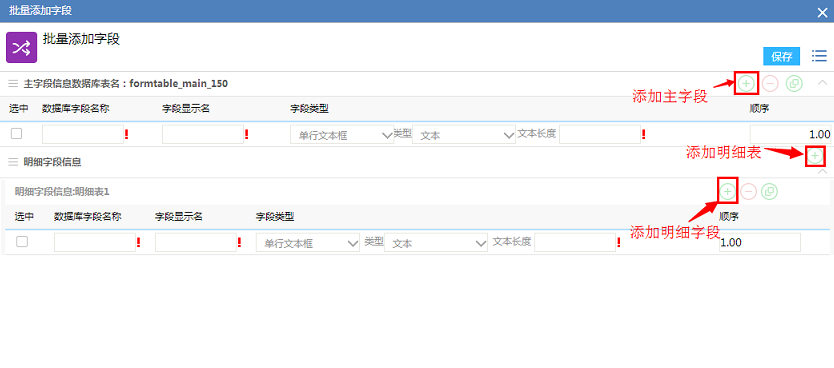 批量添加字段
批量添加字段
保存
主字段信息数据库表名：formtable_main_150
添加主字段
选中 数据库字段名称 字段显示名 字段类型 顺序
! ! 单行文本框 类型 文本 文本长度 ! 1.00
明细字段信息 添加明细表
明细字段信息:明细表1
选中 数据库字段名称 字段显示名 字段类型 顺序
添加明细字段
! ! 单行文本框 类型 文本 文本长度 ! 1.00